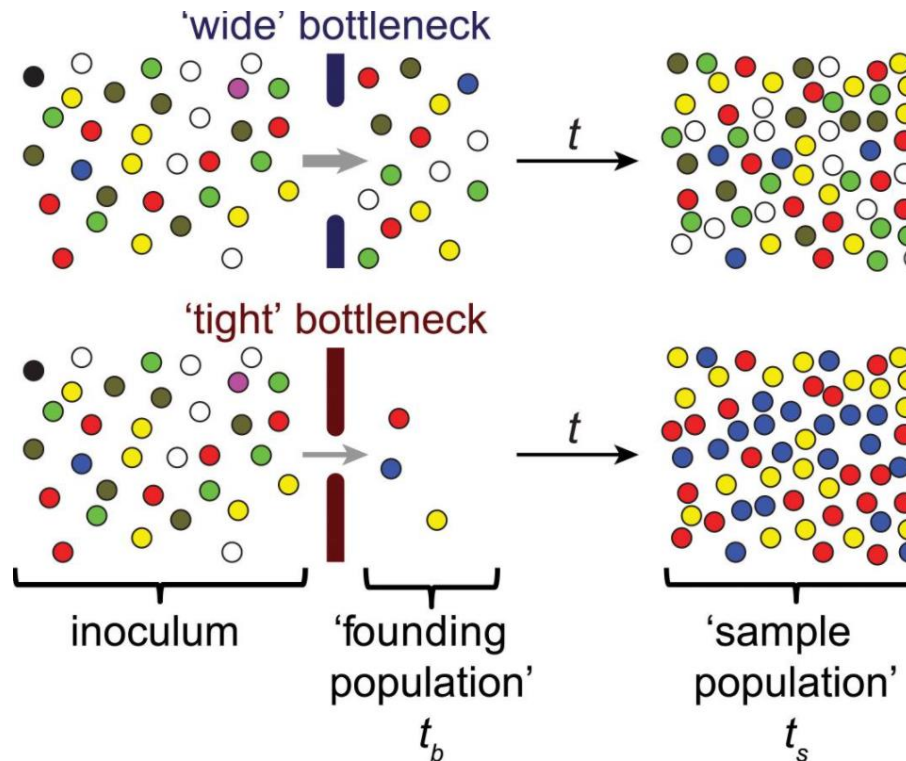 ‘wide’ bottleneck
t
‘tight’ bottleneck
t
inoculum
‘founding
population’
t_b
‘sample
population’
t_s